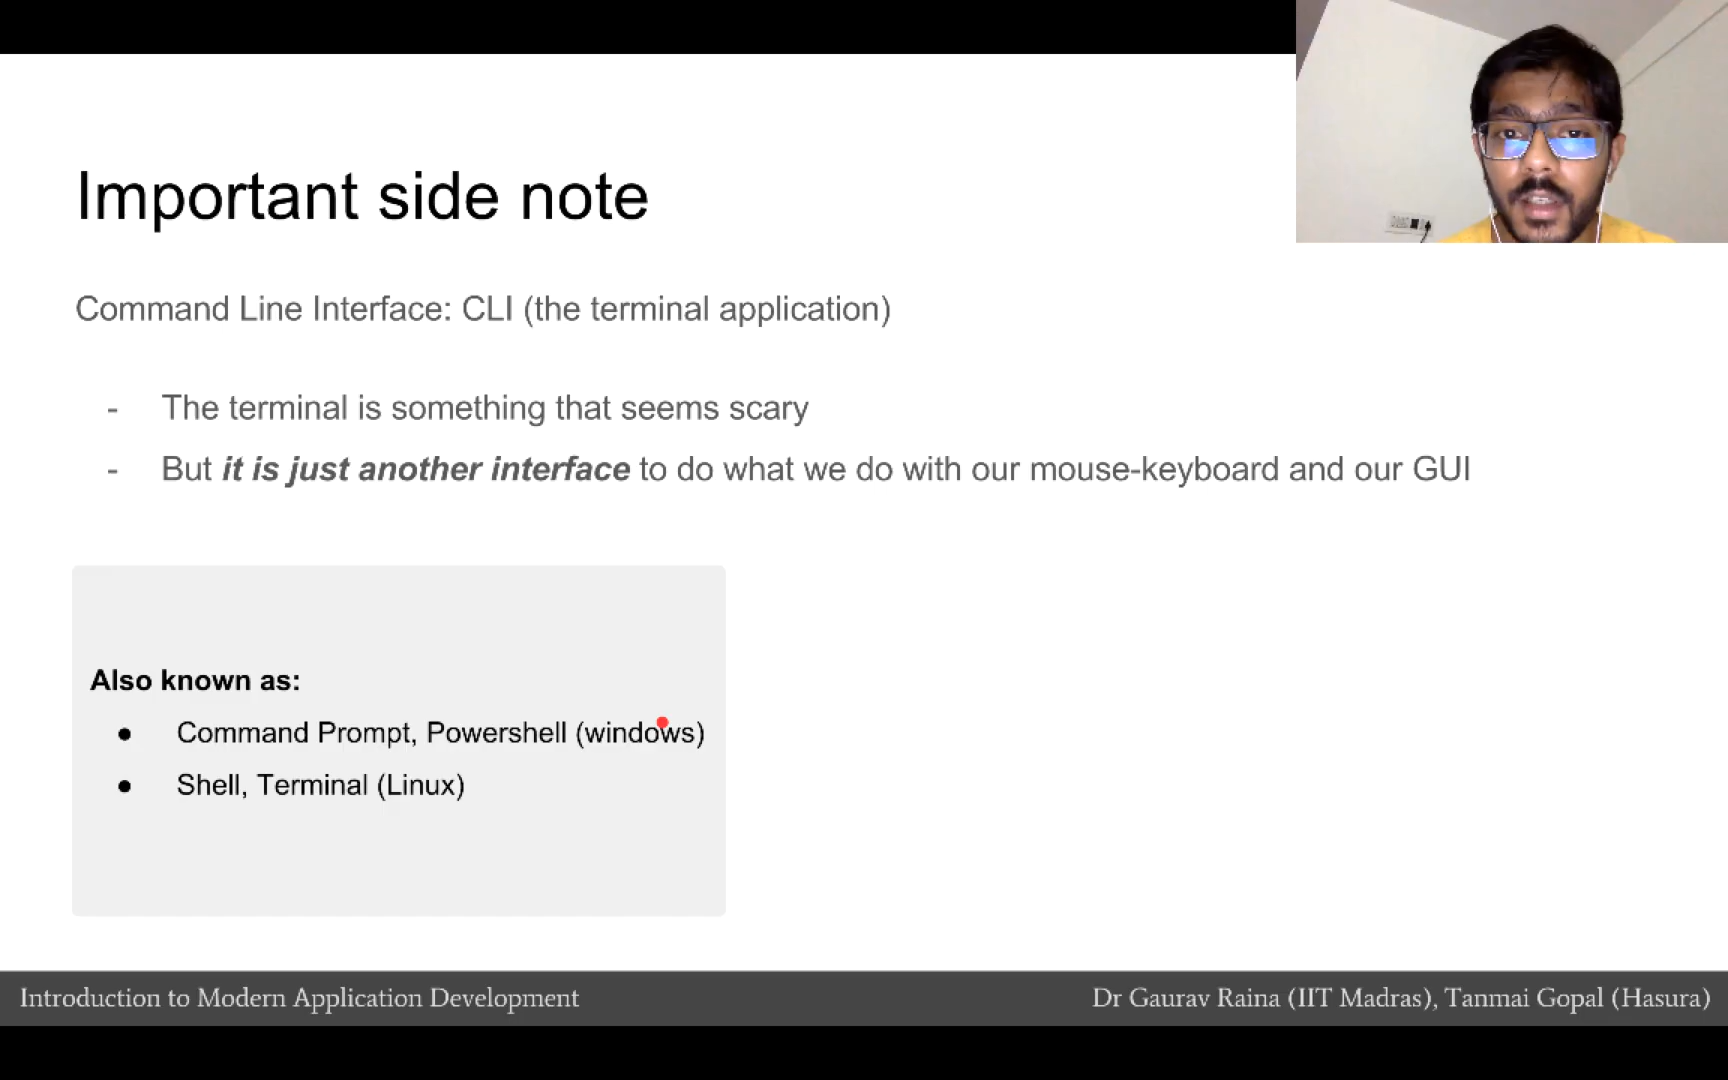 Important side note
Command Line Interface: CLI (the terminal application)
- The terminal is something that seems scary
- But it is just another interface to do what we do with our mouse-keyboard and our GUI
Also known as:
● Command Prompt, Powershell (windows)
● Shell, Terminal (Linux)
Introduction to Modern Application Development
Dr Gaurav Raina (IIT Madras), Tanmai Gopal (Hasura)